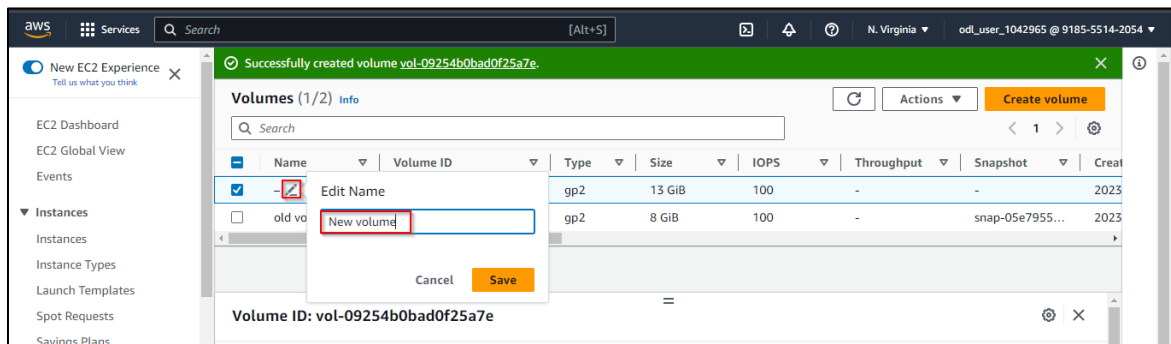 aws Services Search [Alt+S] N. Virginia ▼ odl_user_1042965 @ 9185-5514-2054 ▼
New EC2 Experience
Tell us what you think
EC2 Dashboard
EC2 Global View
Events
▼ Instances
Instances
Instance Types
Launch Templates
Spot Requests
Savings Plans
Successfully created volume vol-09254b0bad0f25a7e.
Volumes (1/2) Info Actions ▼ Create volume
Search < 1 >
Name Volume ID Type Size IOPS Throughput Snapshot Creat
– gp2 13 GiB 100 - - 2023
old vo gp2 8 GiB 100 - snap-05e7955... 2023
Edit Name
New volume
Cancel Save
Volume ID: vol-09254b0bad0f25a7e